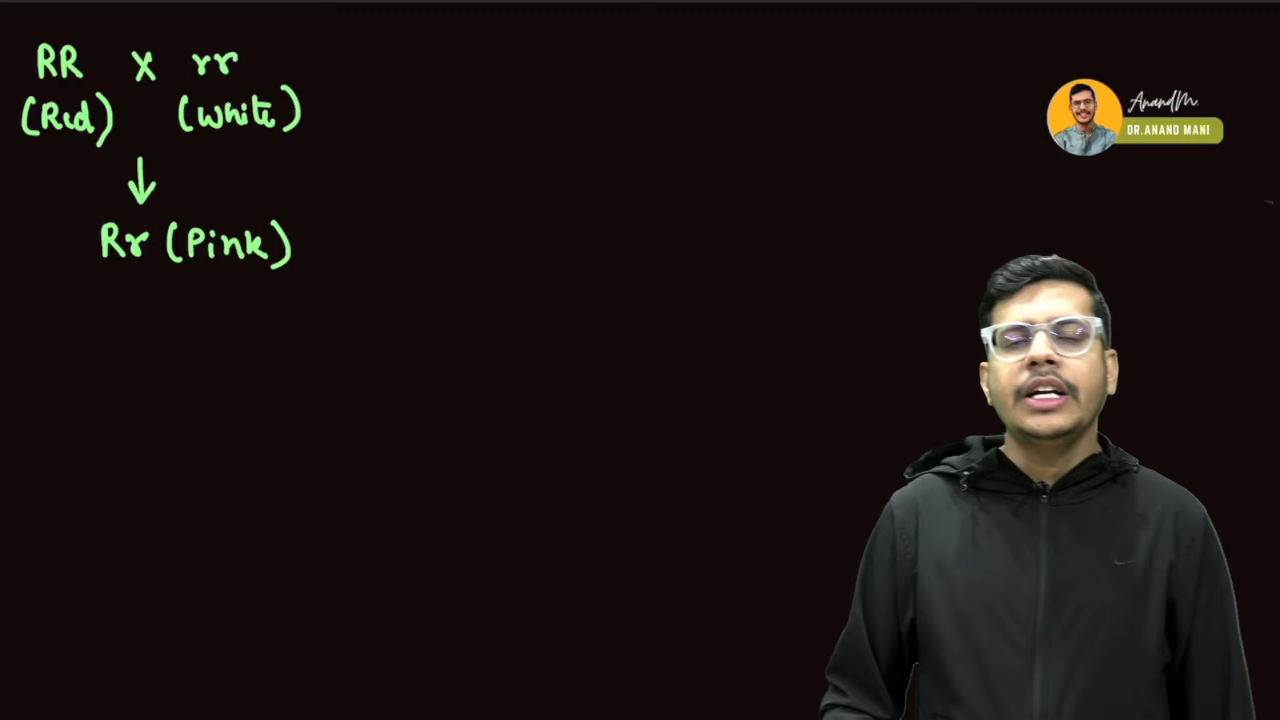 RR X rr
(Red) (White)
↓
Rr (Pink)
AnandM.
DR.ANAND MANI